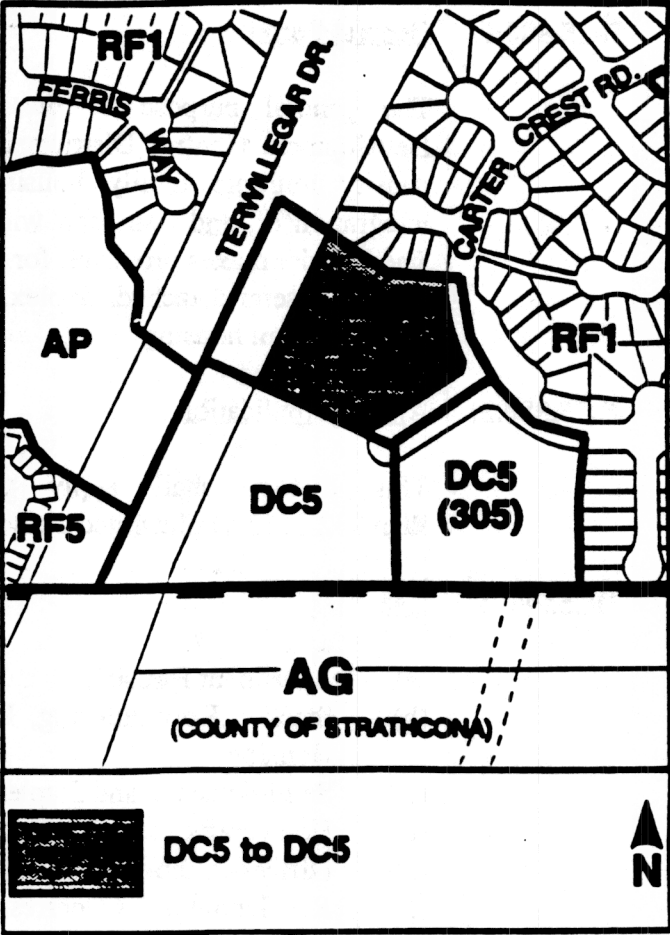 RF1
FERRIS
WAY
TERWILLEGAR DR.
CREST RD.
CARTER
AP
RF1
RF5
DC5
DC5
(305)
AG
(COUNTY OF STRATHCONA)
DC5 to DC5
N